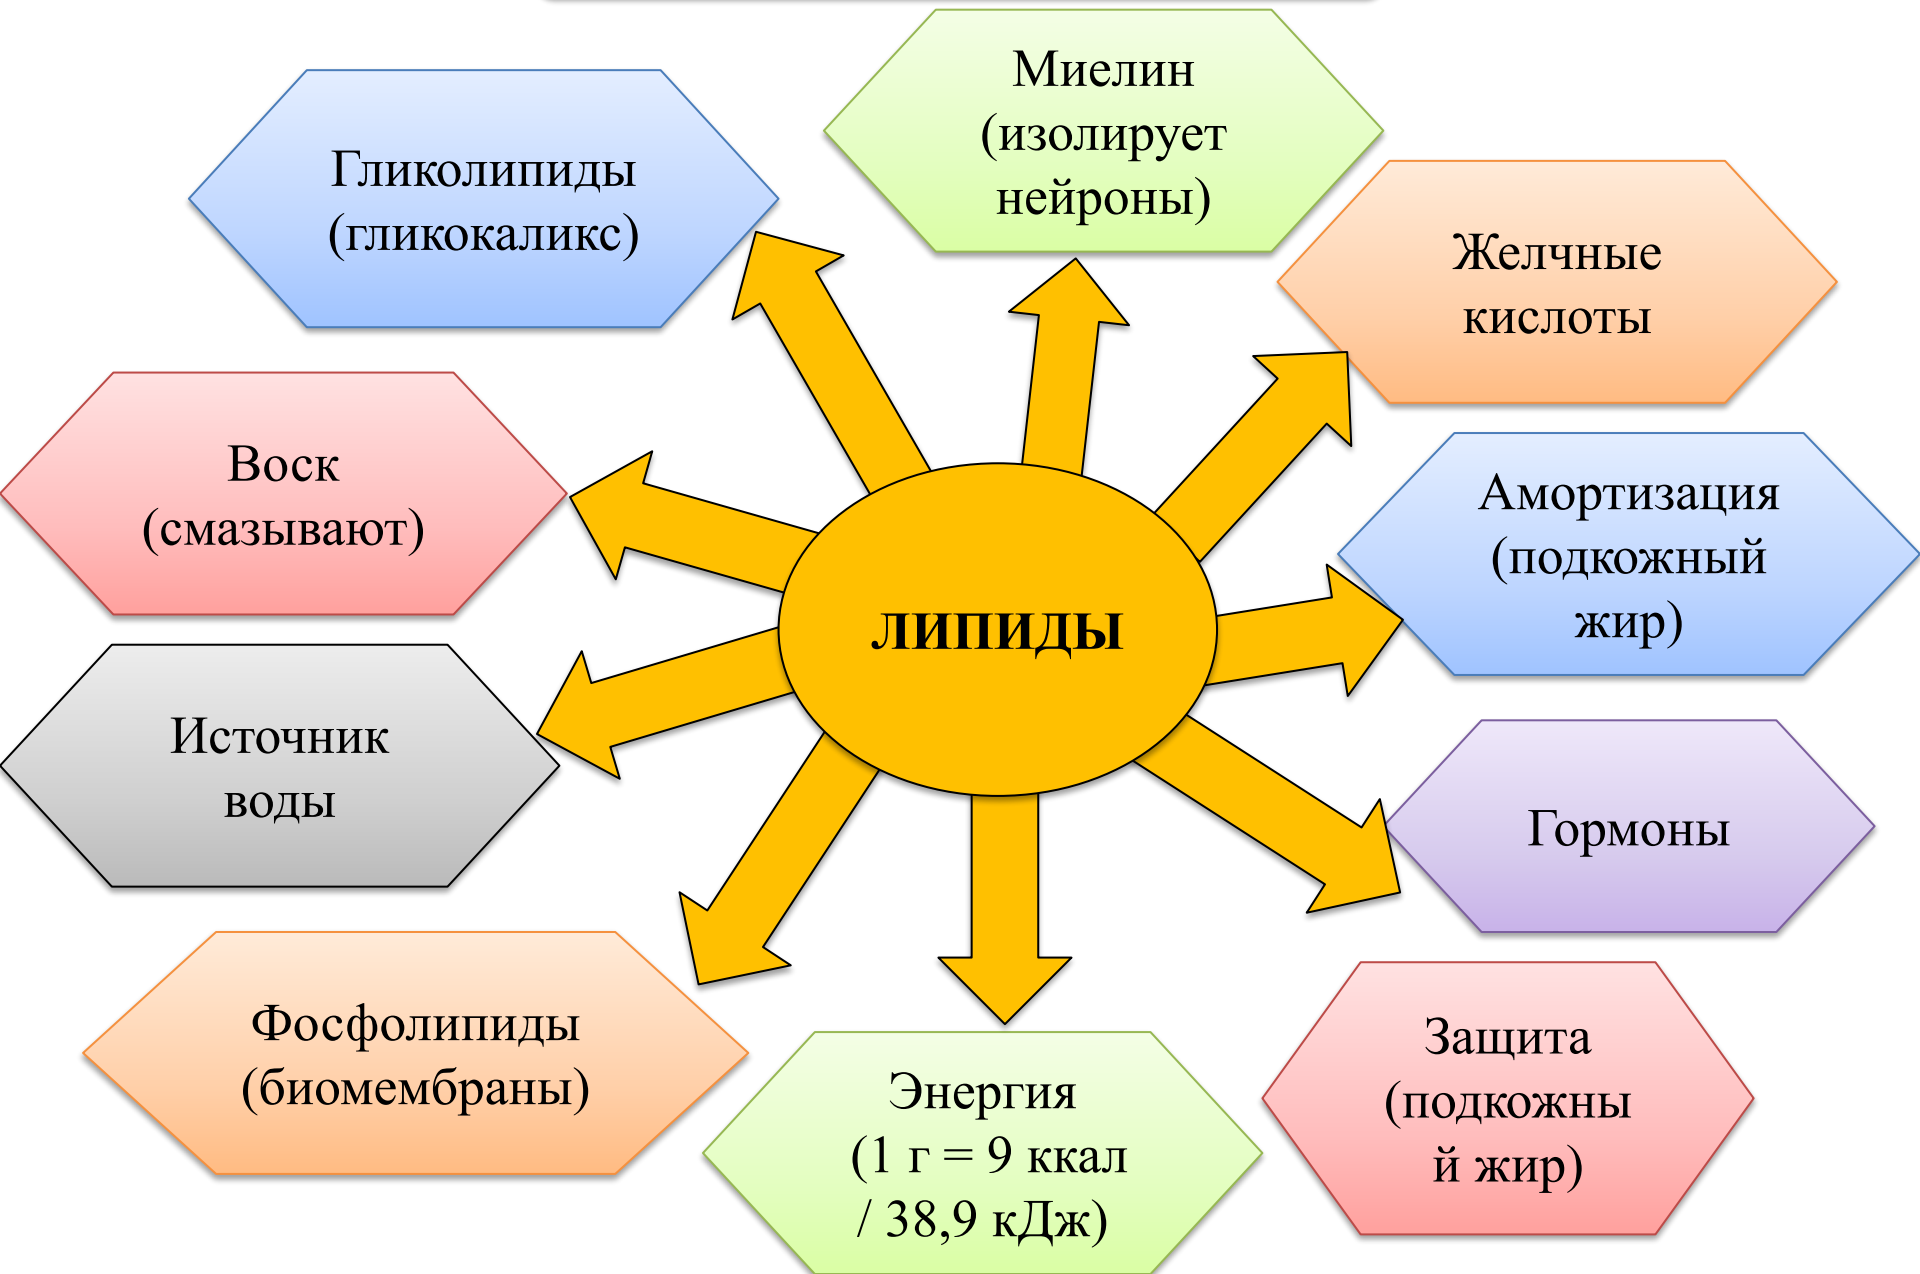 Миелин
(изолирует
нейроны)
Гликолипиды
(гликокаликс)
Желчные
кислоты
Воск
(смазывают)
Амортизация
(подкожный
жир)
ЛИПИДЫ
Источник
воды
Гормоны
Фосфолипиды
(биомембраны)
Энергия
(1 г = 9 ккал
/ 38,9 кДж)
Защита
(подкожны
й жир)